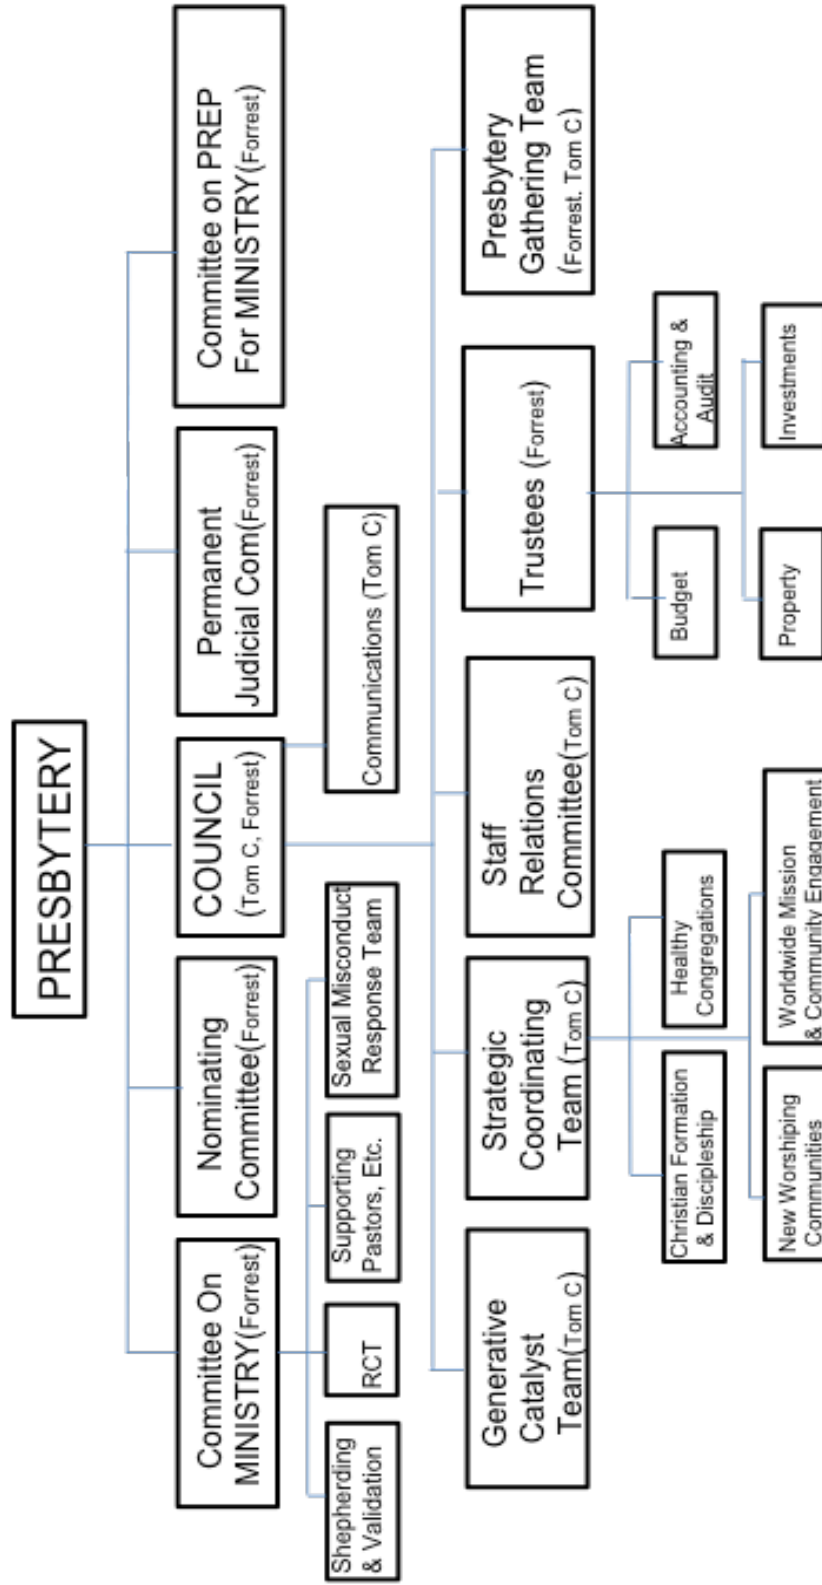 PRESBYTERY
Committee On
MINISTRY(Forrest)
Nominating
Committee(Forrest)
COUNCIL
(Tom C, Forrest)
Permanent
Judicial Com(Forrest)
Committee on PREP
For MINISTRY(Forrest)
Shepherding
& Validation
RCT
Supporting
Pastors, Etc.
Sexual Misconduct
Response Team
Communications (Tom C)
Generative
Catalyst
Team(Tom C)
Strategic
Coordinating
Team (Tom C)
Staff
Relations
Committee(Tom C)
Trustees (Forrest)
Presbytery
Gathering Team
(Forrest. Tom C)
Christian Formation
& Discipleship
Healthy
Congregations
Budget
Accounting &
Audit
New Worshiping
Communities
Worldwide Mission
& Community Engagement
Property
Investments